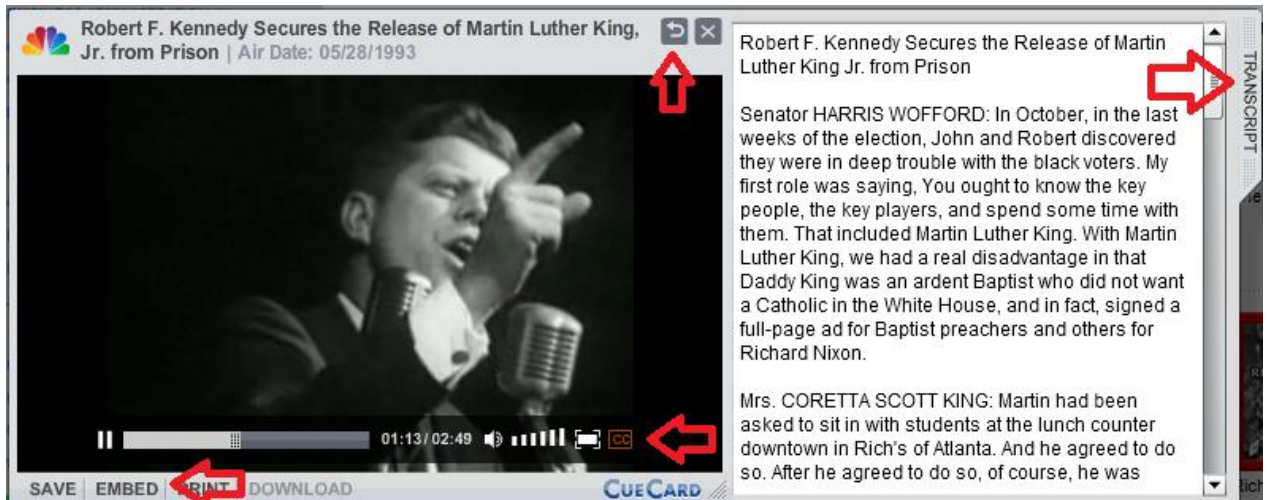 Robert F. Kennedy Secures the Release of Martin Luther King,
Jr. from Prison | Air Date: 05/28/1993
01:13 / 02:49
CC
SAVE | EMBED | PRINT DOWNLOAD
CUECARD
Robert F. Kennedy Secures the Release of Martin
Luther King Jr. from Prison
Senator HARRIS WOFFORD: In October, in the last
weeks of the election, John and Robert discovered
they were in deep trouble with the black voters. My
first role was saying, You ought to know the key
people, the key players, and spend some time with
them. That included Martin Luther King. With Martin
Luther King, we had a real disadvantage in that
Daddy King was an ardent Baptist who did not want
a Catholic in the White House, and in fact, signed a
full-page ad for Baptist preachers and others for
Richard Nixon.
Mrs. CORETTA SCOTT KING: Martin had been
asked to sit in with students at the lunch counter
downtown in Rich's of Atlanta. And he agreed to do
so. After he agreed to do so, of course, he was
TRANSCRIPT